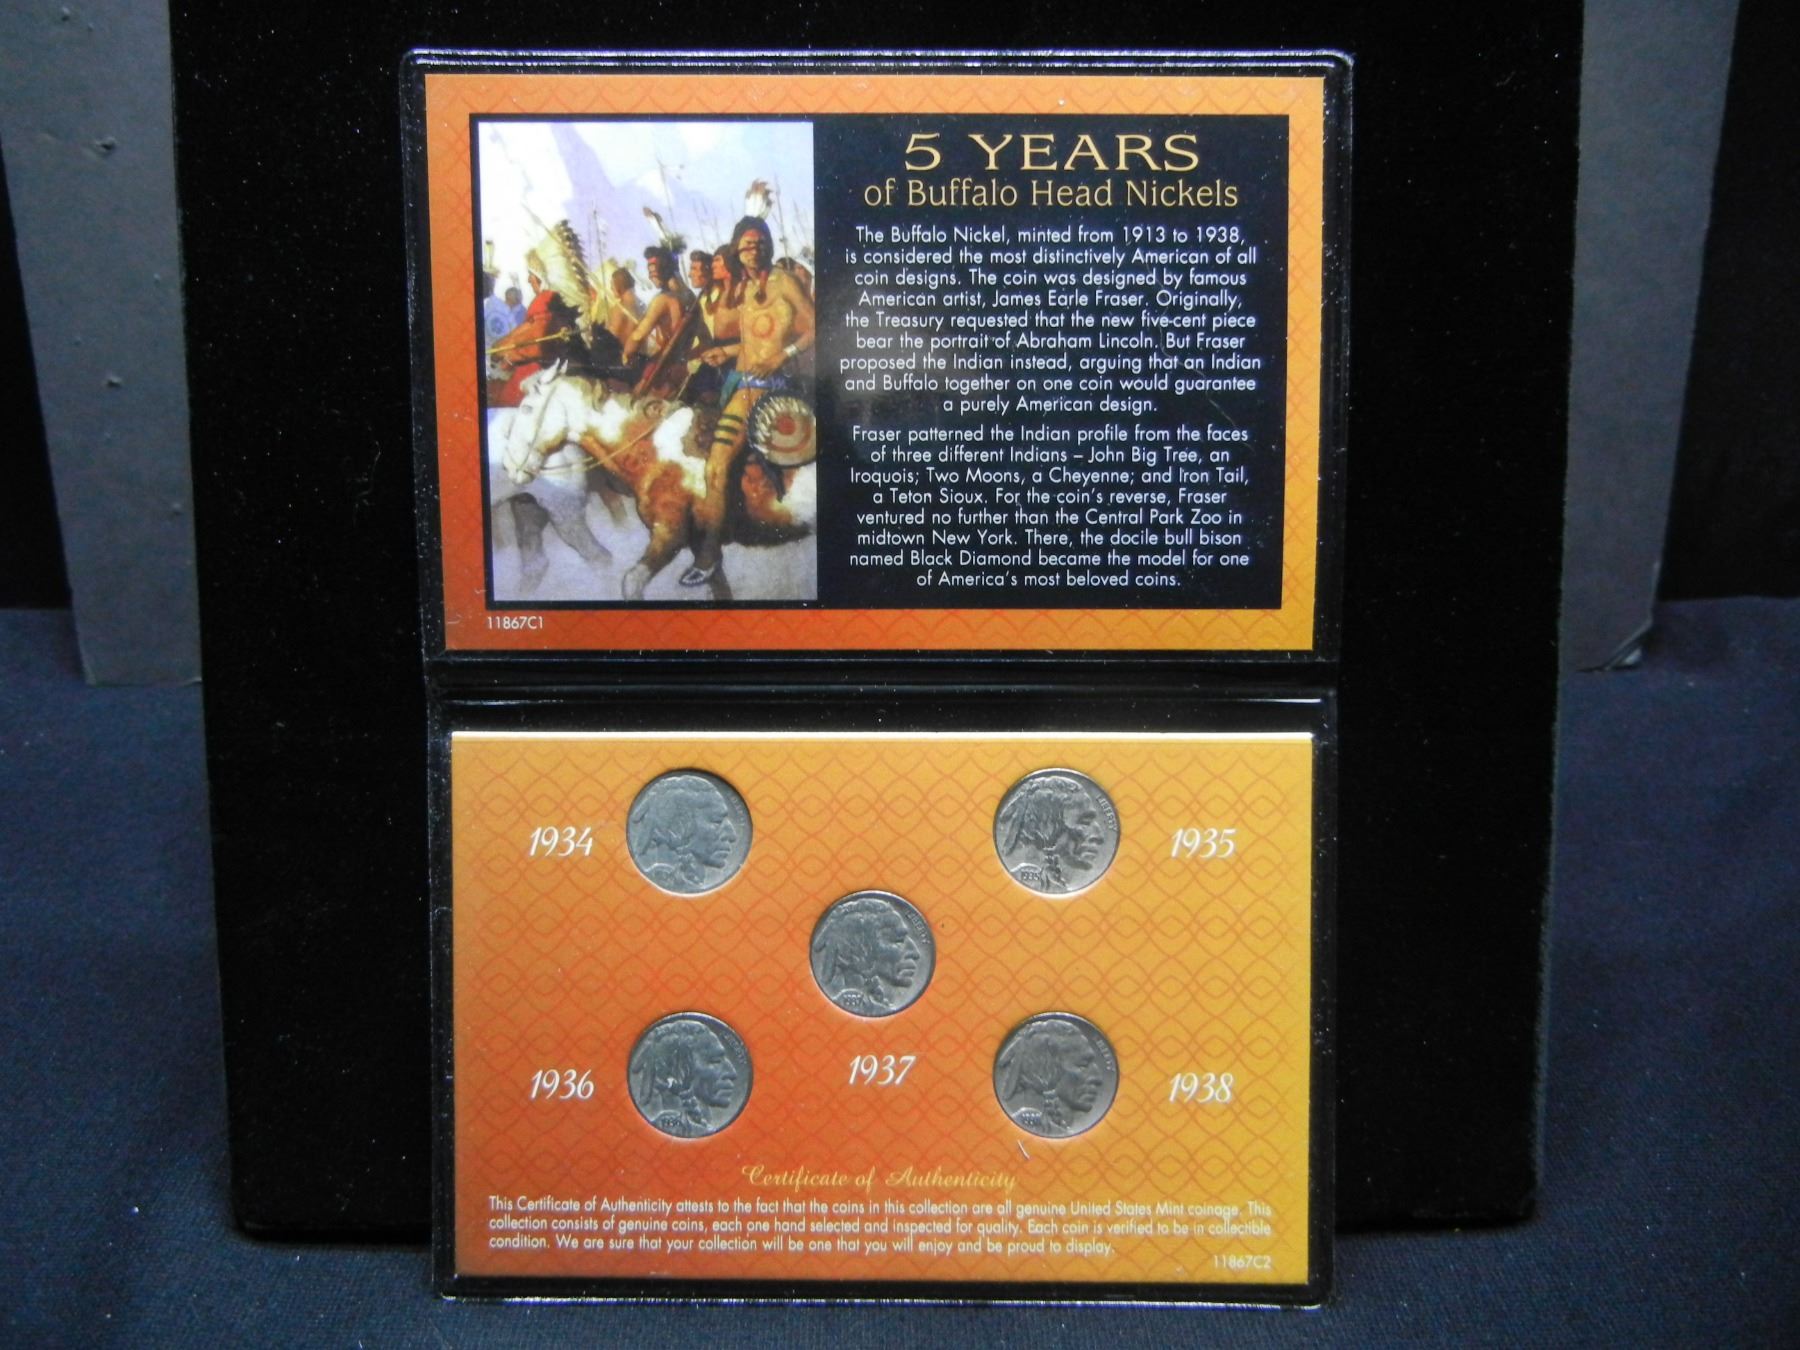 5 YEARS
of Buffalo Head Nickels
The Buffalo Nickel, minted from 1913 to 1938,
is considered the most distinctively American of all
coin designs. The coin was designed by famous
American artist, James Earle Fraser. Originally,
the Treasury requested that the new five-cent piece
bear the portrait of Abraham Lincoln. But Fraser
proposed the Indian instead, arguing that an Indian
and Buffalo together on one coin would guarantee
a purely American design.
Fraser patterned the Indian profile from the faces
of three different Indians – John Big Tree, an
Iroquois; Two Moons, a Cheyenne; and Iron Tail,
a Teton Sioux. For the coin's reverse, Fraser
ventured no further than the Central Park Zoo in
midtown New York. There, the docile bull bison
named Black Diamond became the model for one
of America's most beloved coins.
11867C1
1934
LIBERTY
1935
1935
LIBERTY
1937
1936
LIBERTY
1936
1937
LIBERTY
1938
1938
Certificate of Authenticity
This Certificate of Authenticity attests to the fact that the coins in this collection are all genuine United States Mint coinage. This
collection consists of genuine coins, each one hand selected and inspected for quality. Each coin is verified to be in collectible
condition. We are sure that your collection will be one that you will enjoy and be proud to display.
11867C2